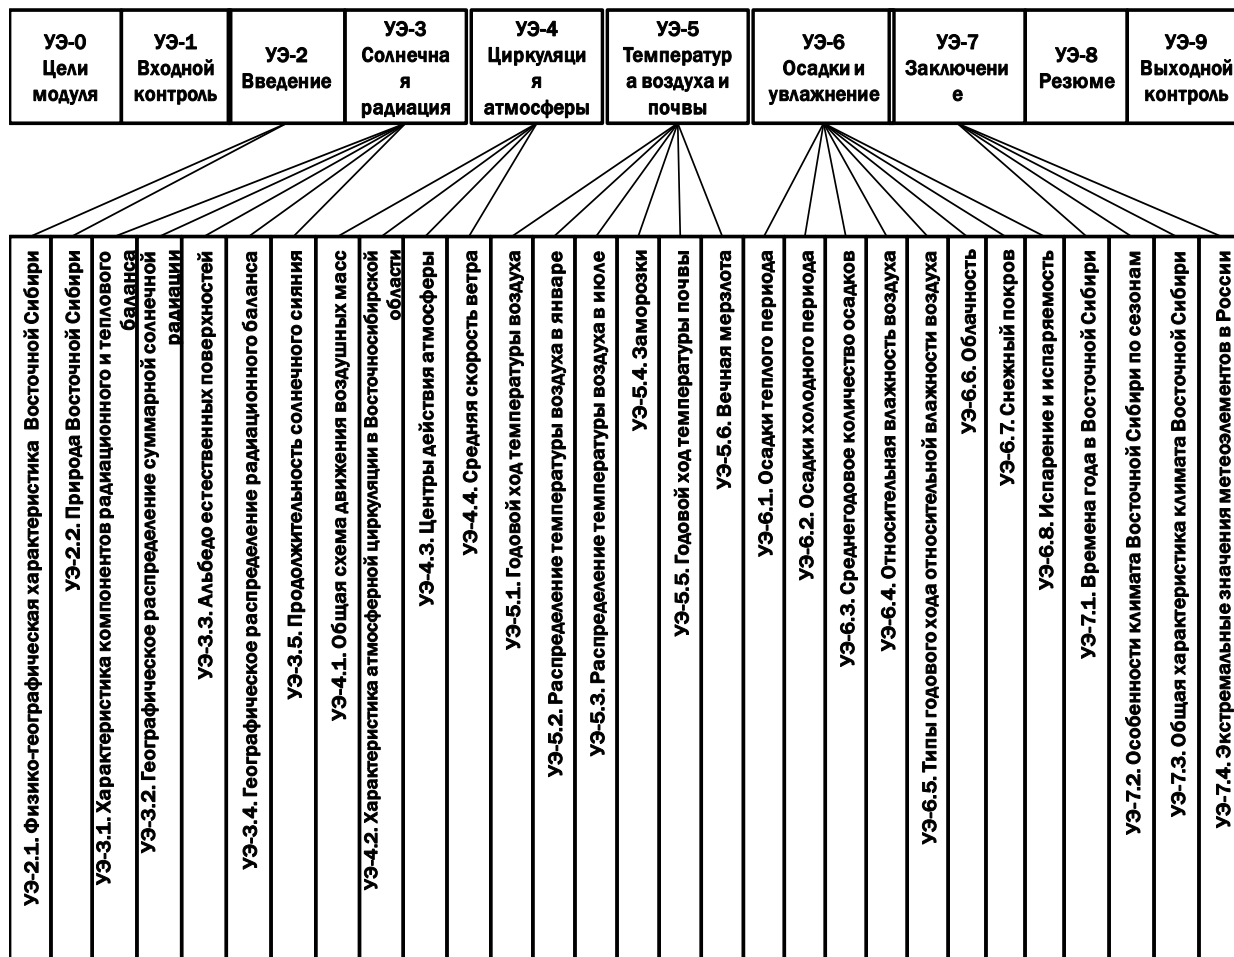 УЭ-0
Цели
модуля
УЭ-1
Входной
контроль
УЭ-2
Введение
УЭ-3
Солнечна
я
радиация
УЭ-4
Циркуляци
я
атмосферы
УЭ-5
Температур
а воздуха и
почвы
УЭ-6
Осадки и
увлажнение
УЭ-7
Заключени
е
УЭ-8
Резюме
УЭ-9
Выходной
контроль
УЭ-2.1. Физико-географическая характеристика Восточной Сибири
УЭ-2.2. Природа Восточной Сибири
УЭ-3.1. Характеристика компонентов радиационного и теплового
баланса
УЭ-3.2. Географическое распределение суммарной солнечной
радиации
УЭ-3.3. Альбедо естественных поверхностей
УЭ-3.4. Географическое распределение радиационного баланса
УЭ-3.5. Продолжительность солнечного сияния
УЭ-4.1. Общая схема движения воздушных масс
УЭ-4.2. Характеристика атмосферной циркуляции в Восточносибирской
области
УЭ-4.3. Центры действия атмосферы
УЭ-4.4. Средняя скорость ветра
УЭ-5.1. Годовой ход температуры воздуха
УЭ-5.2. Распределение температуры воздуха в январе
УЭ-5.3. Распределение температуры воздуха в июле
УЭ-5.4. Заморозки
УЭ-5.5. Годовой ход температуры почвы
УЭ-5.6. Вечная мерзлота
УЭ-6.1. Осадки теплого периода
УЭ-6.2. Осадки холодного периода
УЭ-6.3. Среднегодовое количество осадков
УЭ-6.4. Относительная влажность воздуха
УЭ-6.5. Типы годового хода относительной влажности воздуха
УЭ-6.6. Облачность
УЭ-6.7. Снежный покров
УЭ-6.8. Испарение и испаряемость
УЭ-7.1. Времена года в Восточной Сибири
УЭ-7.2. Особенности климата Восточной Сибири по сезонам
УЭ-7.3. Общая характеристика климата Восточной Сибири
УЭ-7.4. Экстремальные значения метеоэлементов в России